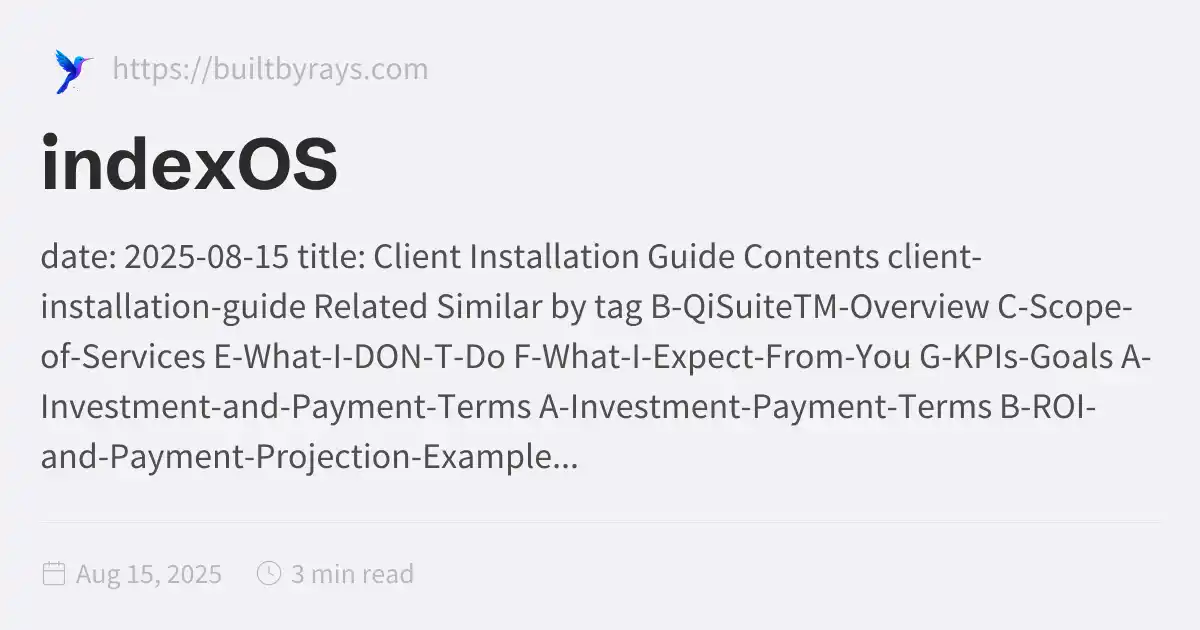 https://builtbyrays.com
indexOS
date: 2025-08-15 title: Client Installation Guide Contents client-
installation-guide Related Similar by tag B-QiSuiteTM-Overview C-Scope-
of-Services E-What-I-DON-T-Do F-What-I-Expect-From-You G-KPIs-Goals A-
Investment-and-Payment-Terms A-Investment-Payment-Terms B-ROI-
and-Payment-Projection-Example...
Aug 15, 2025 3 min read